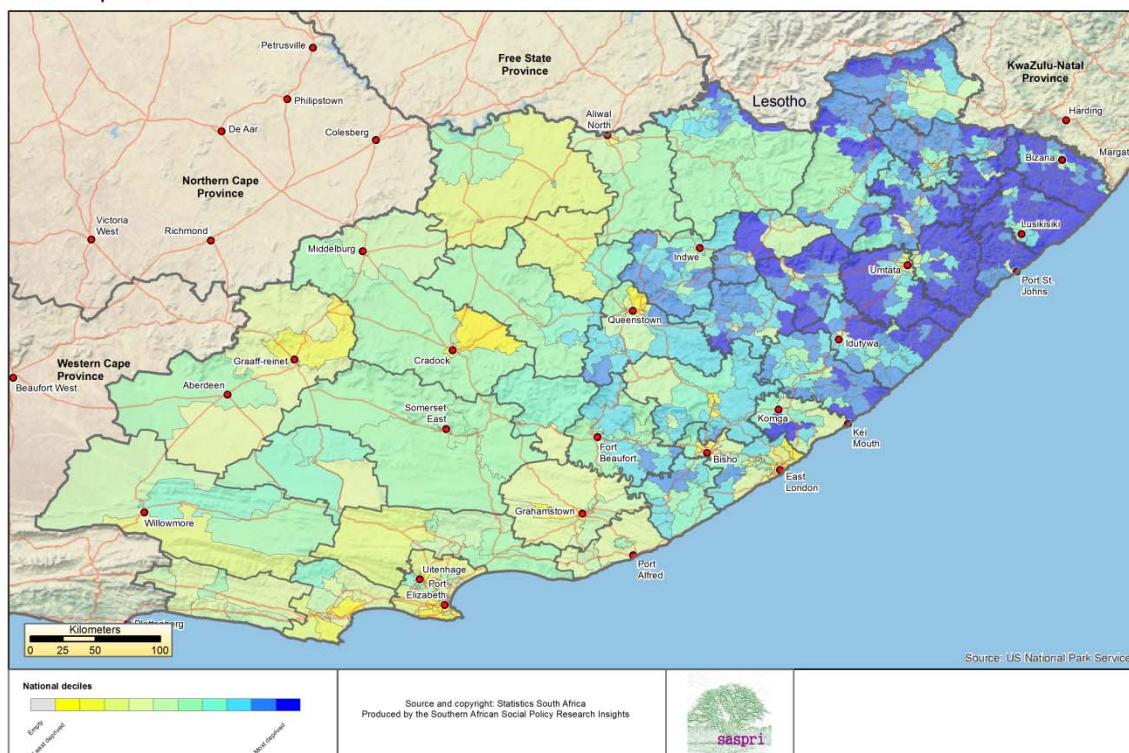 Petrusville
Free State
Province
KwaZulu-Natal
Province
Philipstown
Lesotho
Harding
De Aar
Colesberg
Aliwal
North
Margat
Bizana
Northern Cape
Province
Victoria
West
Richmond
Middelburg
Indwe
Lusikisiki
Umtata
Port St.
Johns
Queenstown
Idutywa
Graaff-reinet
Cradock
Western Cape
Province
Beaufort West
Aberdeen
Somerset
East
Komga
Kei
Mouth
Fort
Beaufort
Bisho
East
London
Willowmore
Grahamstown
Uitenhage
Port
Elizabeth
Port
Alfred
Kilometers
0 25 50 100
Source: US National Park Service
National deciles
Empty
Least deprived
Most deprived
Source and copyright: Statistics South Africa
Produced by the Southern African Social Policy Research Insights
saspri